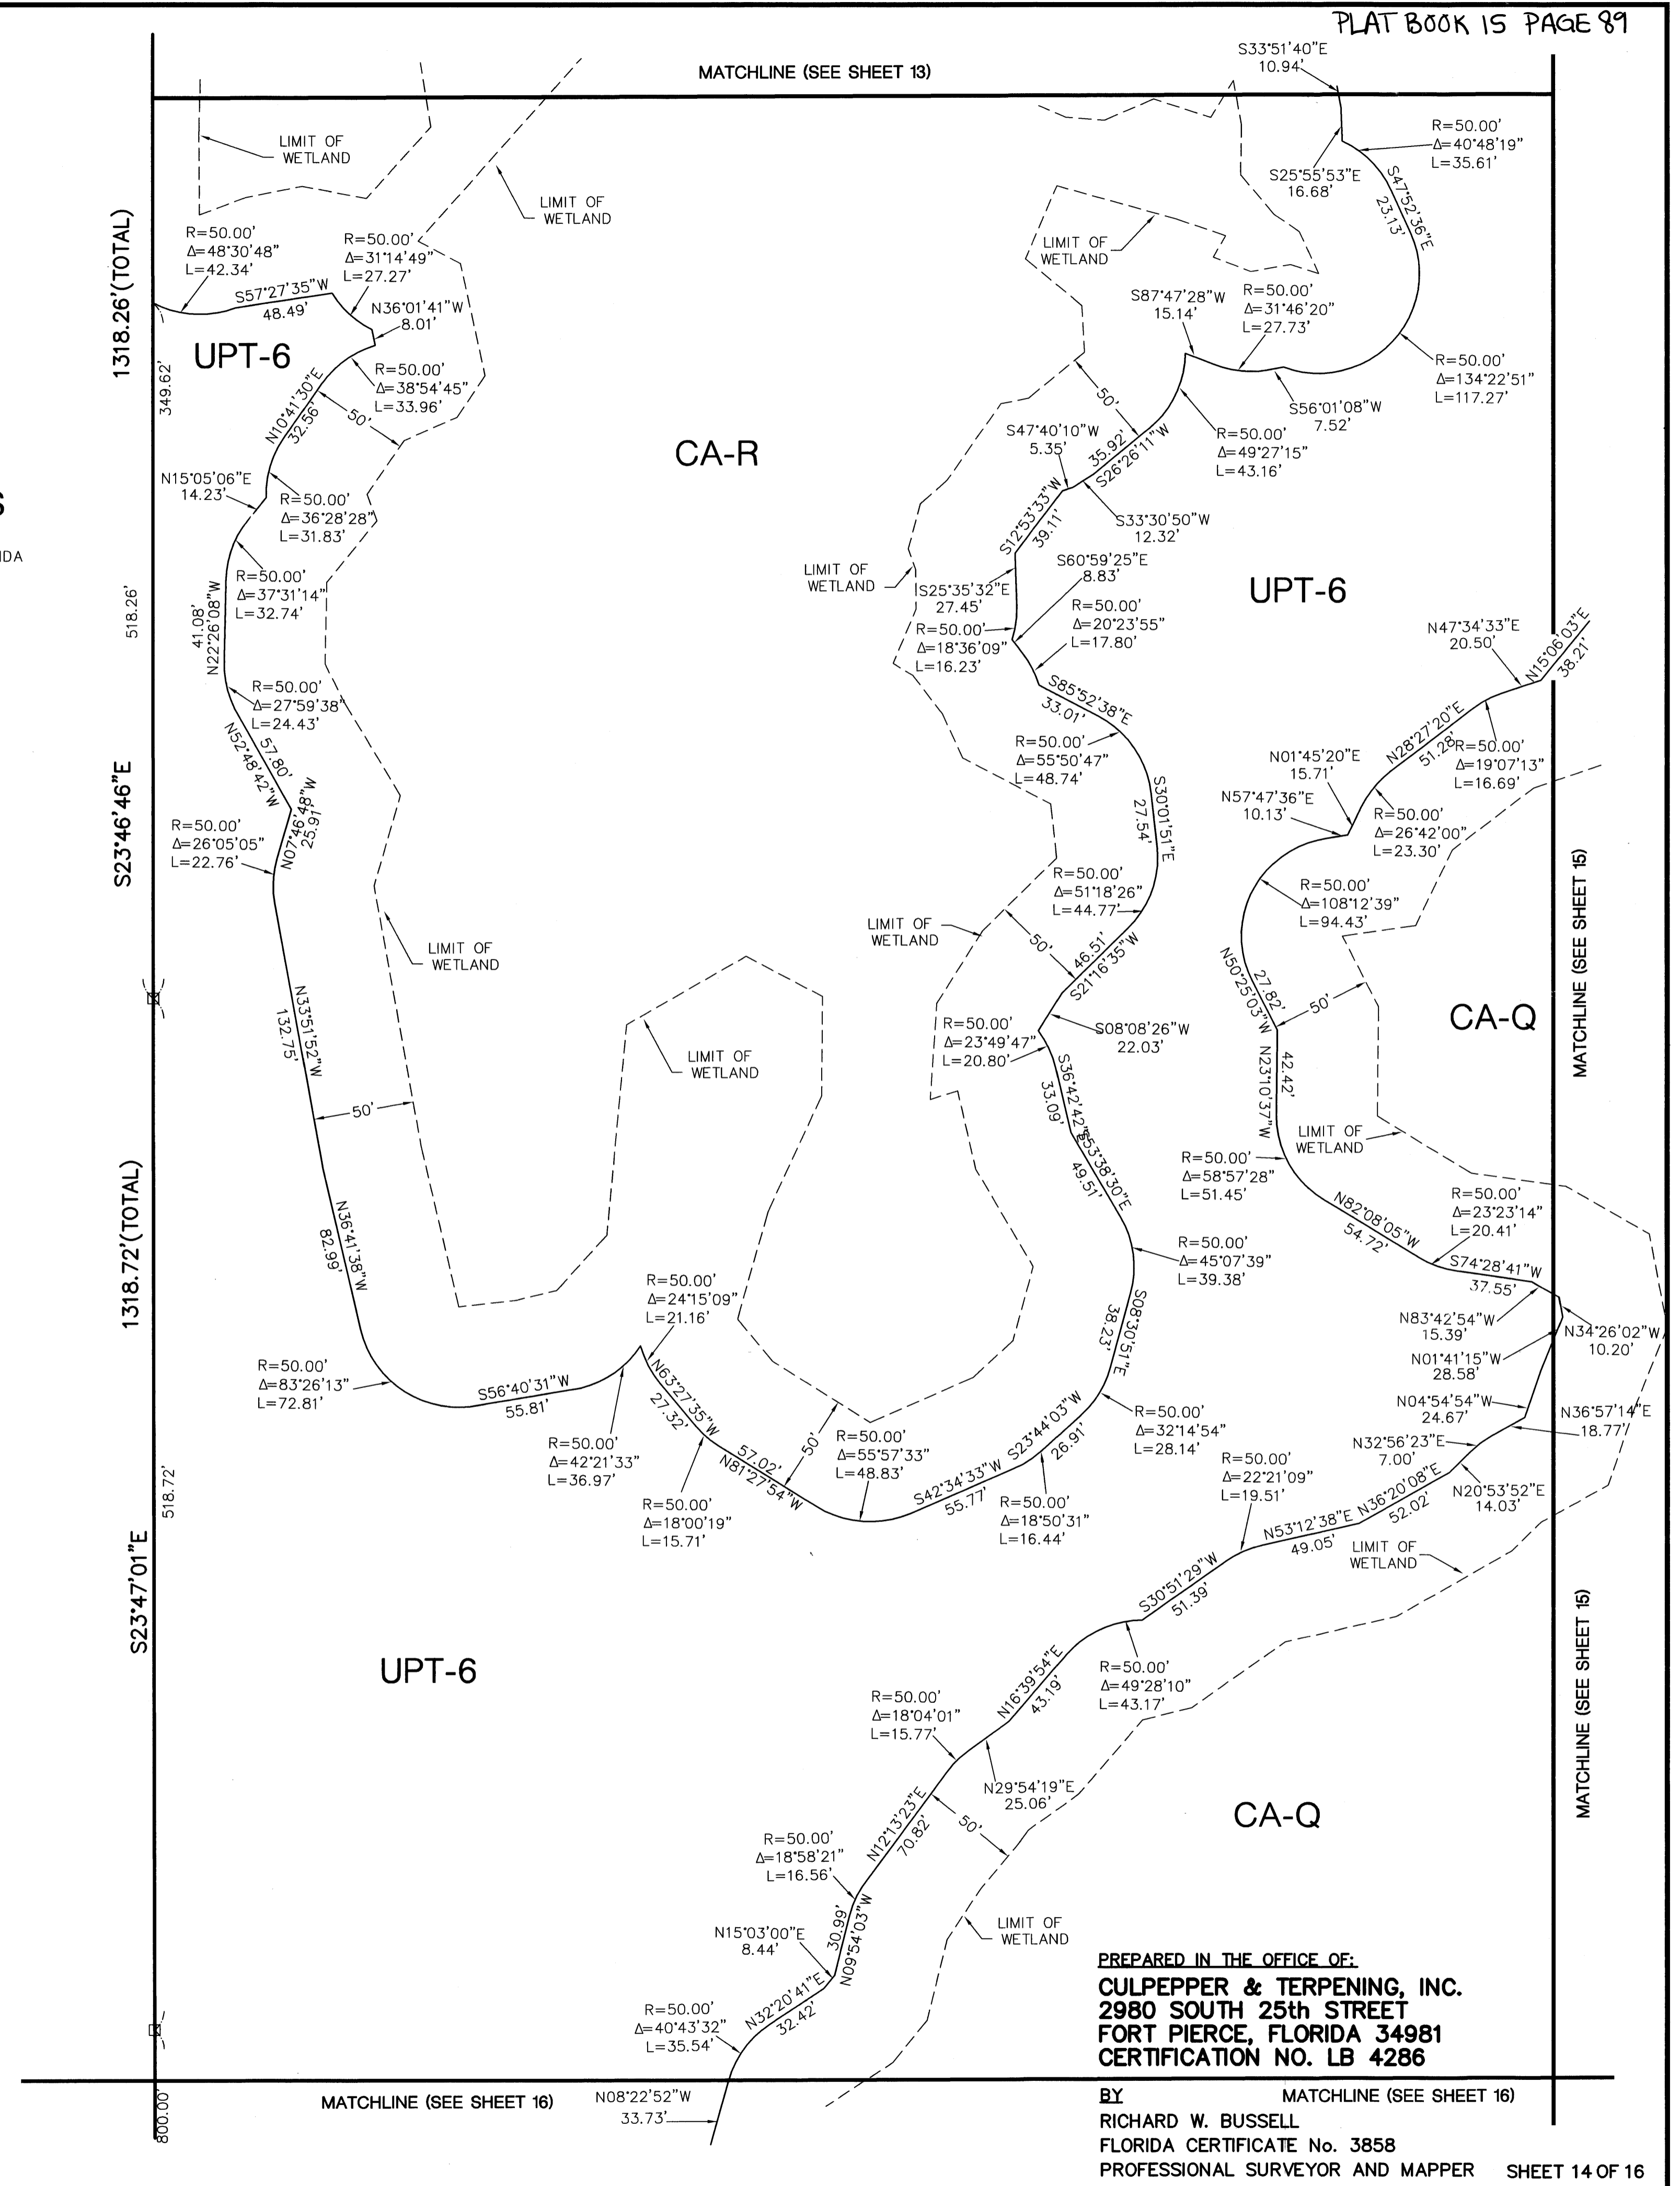 PLAT BOOK 15 PAGE 89
MATCHLINE (SEE SHEET 13)
S33°51'40"E
10.94'
LIMIT OF
WETLAND
LIMIT OF
WETLAND
R=50.00'
Δ=40°48'19"
L=35.61'
S25°55'53"E
16.68'
S47°52'36"E
23.13'
LIMIT OF
WETLAND
1318.26'(TOTAL)
R=50.00'
Δ=48°30'48"
L=42.34'
R=50.00'
Δ=31°14'49"
L=27.27'
S57°27'35"W
48.49'
N36°01'41"W
8.01'
UPT-6
349.62'
R=50.00'
Δ=38°54'45"
L=33.96'
N10°41'30"E
32.56'
50'
S87°47'28"W
15.14'
R=50.00'
Δ=31°46'20"
L=27.73'
R=50.00'
Δ=134°22'51"
L=117.27'
S56°01'08"W
7.52'
50'
CA-R
S47°40'10"W
5.35'
35.92'
S26°26'11"W
R=50.00'
Δ=49°27'15"
L=43.16'
N15°05'06"E
14.23'
R=50.00'
Δ=36°28'28"
L=31.83'
S12°53'33"W
39.11'
S33°30'50"W
12.32'
S
IDA
518.26'
R=50.00'
Δ=37°31'14"
L=32.74'
41.08'
N22°26'08"W
LIMIT OF
WETLAND
S25°35'32"E
27.45'
S60°59'25"E
8.83'
UPT-6
R=50.00'
Δ=18°36'09"
L=16.23'
R=50.00'
Δ=20°23'55"
L=17.80'
N47°34'33"E
20.50'
N15°06'03"E
38.21'
R=50.00'
Δ=27°59'38"
L=24.43'
S85°52'38"E
33.01'
57.80'
N52°48'42"W
R=50.00'
Δ=55°50'47"
L=48.74'
N28°27'20"E
51.28'
R=50.00'
Δ=19°07'13"
L=16.69'
N01°45'20"E
15.71'
N57°47'36"E
10.13'
S23°46'46"E
R=50.00'
Δ=26°05'05"
L=22.76'
N07°46'48"W
25.91'
S30°01'51"E
27.54'
R=50.00'
Δ=26°42'00"
L=23.30'
R=50.00'
Δ=51°18'26"
L=44.77'
R=50.00'
Δ=108°12'39"
L=94.43'
MATCHLINE (SEE SHEET 15)
LIMIT OF
WETLAND
LIMIT OF
WETLAND
50'
46.51'
S21°16'35"W
27.82'
N50°25'03"W
50'
CA-Q
N33°51'52"W
132.75'
R=50.00'
Δ=23°49'47"
L=20.80'
S08°08'26"W
22.03'
LIMIT OF
WETLAND
S36°42'42"E
33.09'
42.42'
N23°10'37"W
50'
S53°38'30"E
49.51'
LIMIT OF
WETLAND
R=50.00'
Δ=58°57'28"
L=51.45'
1318.72'(TOTAL)
N36°41'38"W
82.99'
N82°08'05"W
54.72'
R=50.00'
Δ=23°23'14"
L=20.41'
R=50.00'
Δ=45°07'39"
L=39.38'
S74°28'41"W
37.55'
R=50.00'
Δ=24°15'09"
L=21.16'
S08°30'51"E
38.23'
N83°42'54"W
15.39'
N34°26'02"W
10.20'
N01°41'15"W
28.58'
R=50.00'
Δ=83°26'13"
L=72.81'
S56°40'31"W
55.81'
N63°27'35"W
27.32'
N04°54'54"W
24.67'
N36°57'14"E
18.77'
R=50.00'
Δ=42°21'33"
L=36.97'
57.02'
N81°27'54"W
50'
R=50.00'
Δ=55°57'33"
L=48.83'
S23°44'03"W
26.91'
R=50.00'
Δ=32°14'54"
L=28.14'
N32°56'23"E
7.00'
518.72'
R=50.00'
Δ=18°00'19"
L=15.71'
S42°34'33"W
55.77'
R=50.00'
Δ=18°50'31"
L=16.44'
R=50.00'
Δ=22°21'09"
L=19.51'
N20°53'52"E
14.03'
N36°20'08"E
52.02'
N53°12'38"E
49.05'
LIMIT OF
WETLAND
S23°47'01"E
S30°51'29"W
51.39'
MATCHLINE (SEE SHEET 15)
UPT-6
N16°39'54"E
43.19'
R=50.00'
Δ=49°28'10"
L=43.17'
R=50.00'
Δ=18°04'01"
L=15.77'
N29°54'19"E
25.06'
N12°13'23"E
70.82'
50'
CA-Q
R=50.00'
Δ=18°58'21"
L=16.56'
30.99'
N09°54'03"W
LIMIT OF
WETLAND
N15°03'00"E
8.44'
N32°20'41"E
32.42'
R=50.00'
Δ=40°43'32"
L=35.54'
PREPARED IN THE OFFICE OF:
CULPEPPER & TERPENING, INC.
2980 SOUTH 25th STREET
FORT PIERCE, FLORIDA 34981
CERTIFICATION NO. LB 4286
800.00'
MATCHLINE (SEE SHEET 16)
N08°22'52"W
33.73'
BY
MATCHLINE (SEE SHEET 16)
RICHARD W. BUSSELL
FLORIDA CERTIFICATE No. 3858
PROFESSIONAL SURVEYOR AND MAPPER
SHEET 14 OF 16